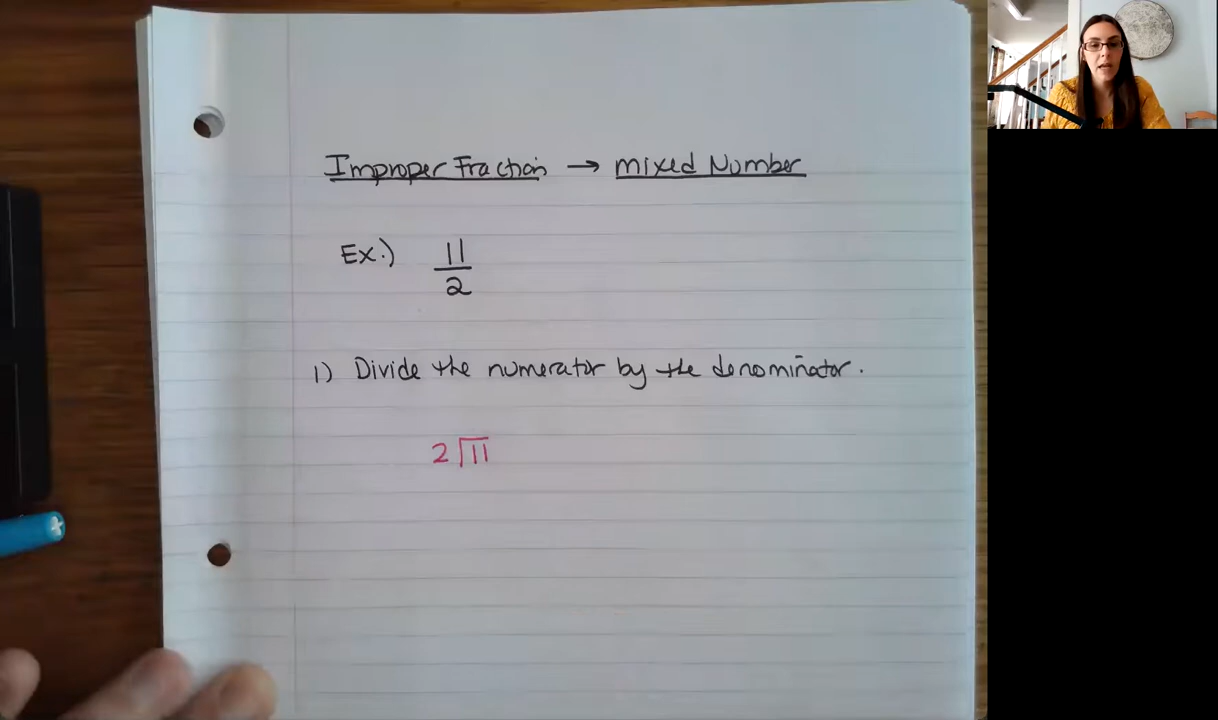 Improper Fraction → mixed Number
Ex.) 11/2
1) Divide the numerator by the denominator.
2⟌11